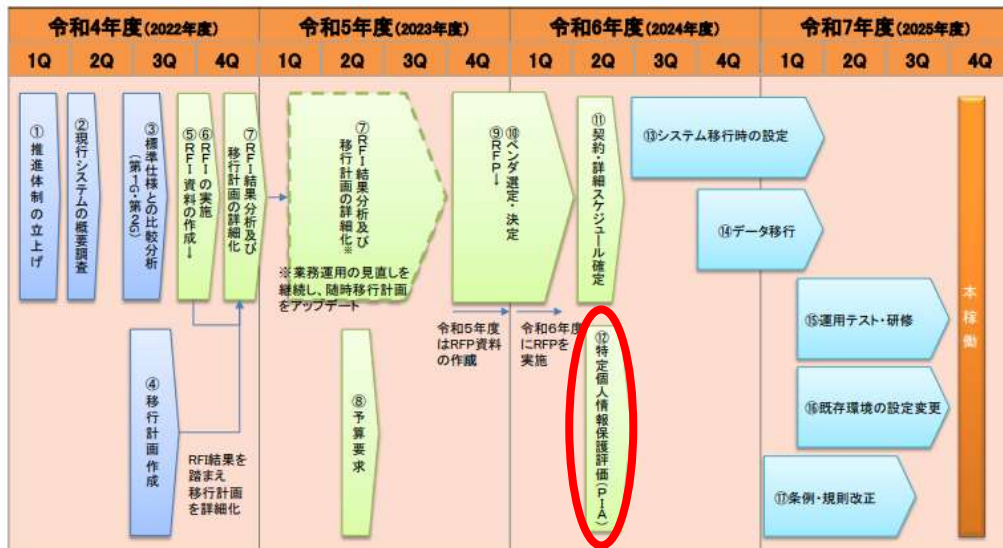 令和4年度(2022年度)
令和5年度(2023年度)
令和6年度(2024年度)
令和7年度(2025年度)
1Q 2Q 3Q 4Q 1Q 2Q 3Q 4Q 1Q 2Q 3Q 4Q 1Q 2Q 3Q 4Q
①推進体制の立上げ
②現行システムの概要調査
③標準仕様との比較分析
(第1G・第2G)
⑥RFIの実施
⑤RFI資料の作成↓
⑦RFI結果分析及び
移行計画の詳細化
⑦RFI結果分析及び
移行計画の詳細化※
※業務運用の見直しを
継続し、随時移行計画
をアップデート
⑩ベンダ選定・決定
⑨RFP↓
⑪契約・詳細スケジュール確定
⑬システム移行時の設定
⑭データ移行
⑮運用テスト・研修
⑯既存環境の設定変更
⑰条例・規則改正
本稼働
令和5年度
はRFP資料
の作成
令和6年度
にRFPを
実施
④移行計画作成
RFI結果を
踏まえ
移行計画
を詳細化
⑧予算要求
⑫特定個人情報保護評価(PIA)